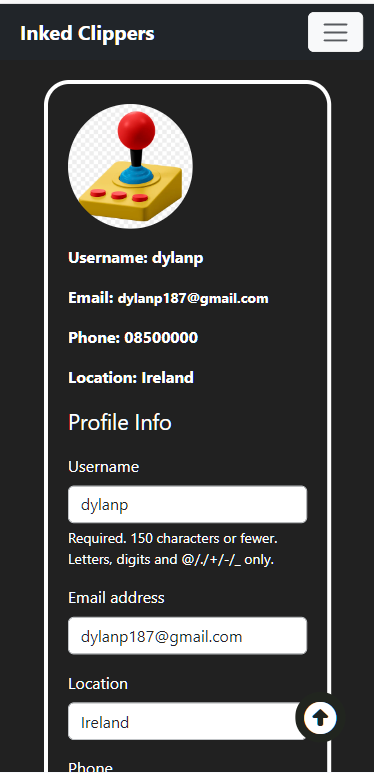 Inked Clippers
Username: dylanp
Email: dylanp187@gmail.com
Phone: 08500000
Location: Ireland
Profile Info
Username
dylanp
Required. 150 characters or fewer.
Letters, digits and @/./+/-/_ only.
Email address
dylanp187@gmail.com
Location
Ireland
Phone